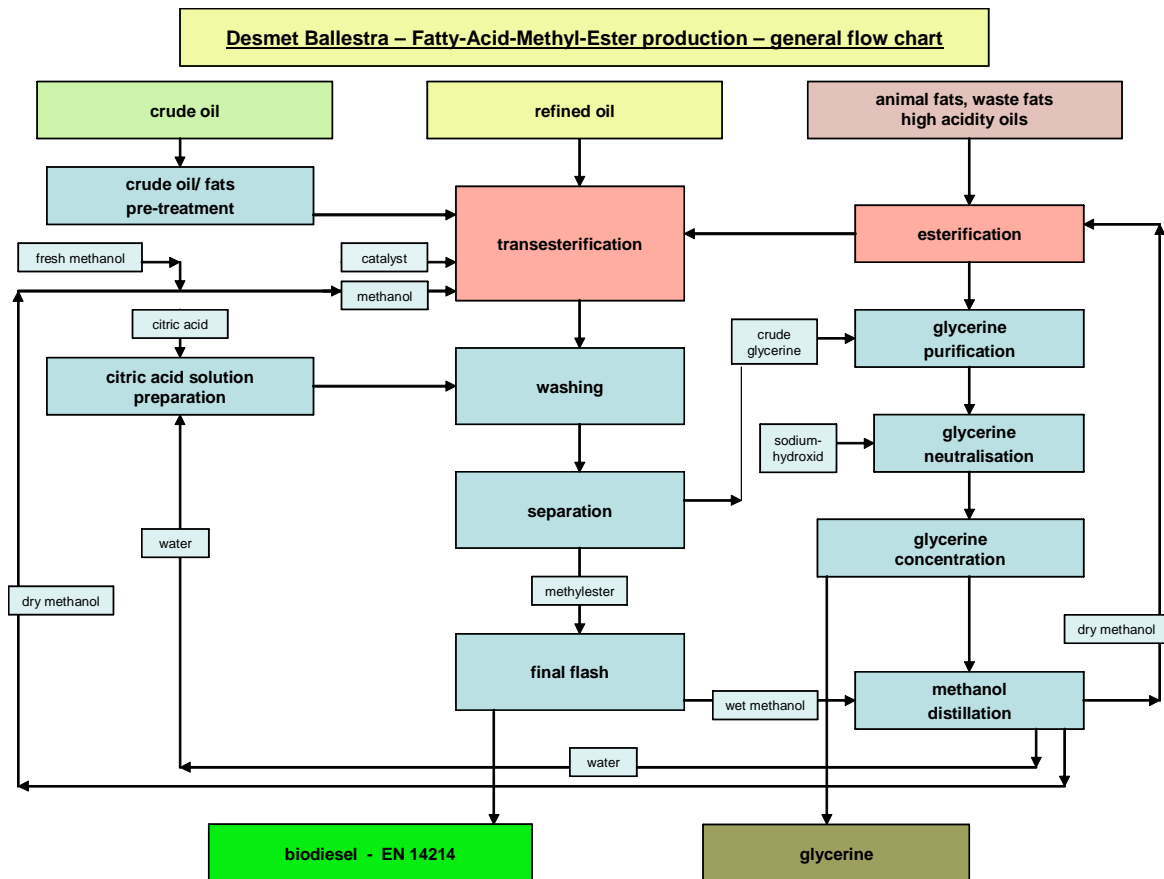 Desmet Ballestra – Fatty-Acid-Methyl-Ester production – general flow chart
crude oil
refined oil
animal fats, waste fats
high acidity oils
crude oil/ fats
pre-treatment
transesterification
esterification
fresh methanol
catalyst
methanol
citric acid
crude
glycerine
glycerine
purification
citric acid solution
preparation
washing
sodium-
hydroxid
glycerine
neutralisation
separation
water
glycerine
concentration
methylester
dry methanol
dry methanol
final flash
wet methanol
methanol
distillation
water
biodiesel - EN 14214
glycerine